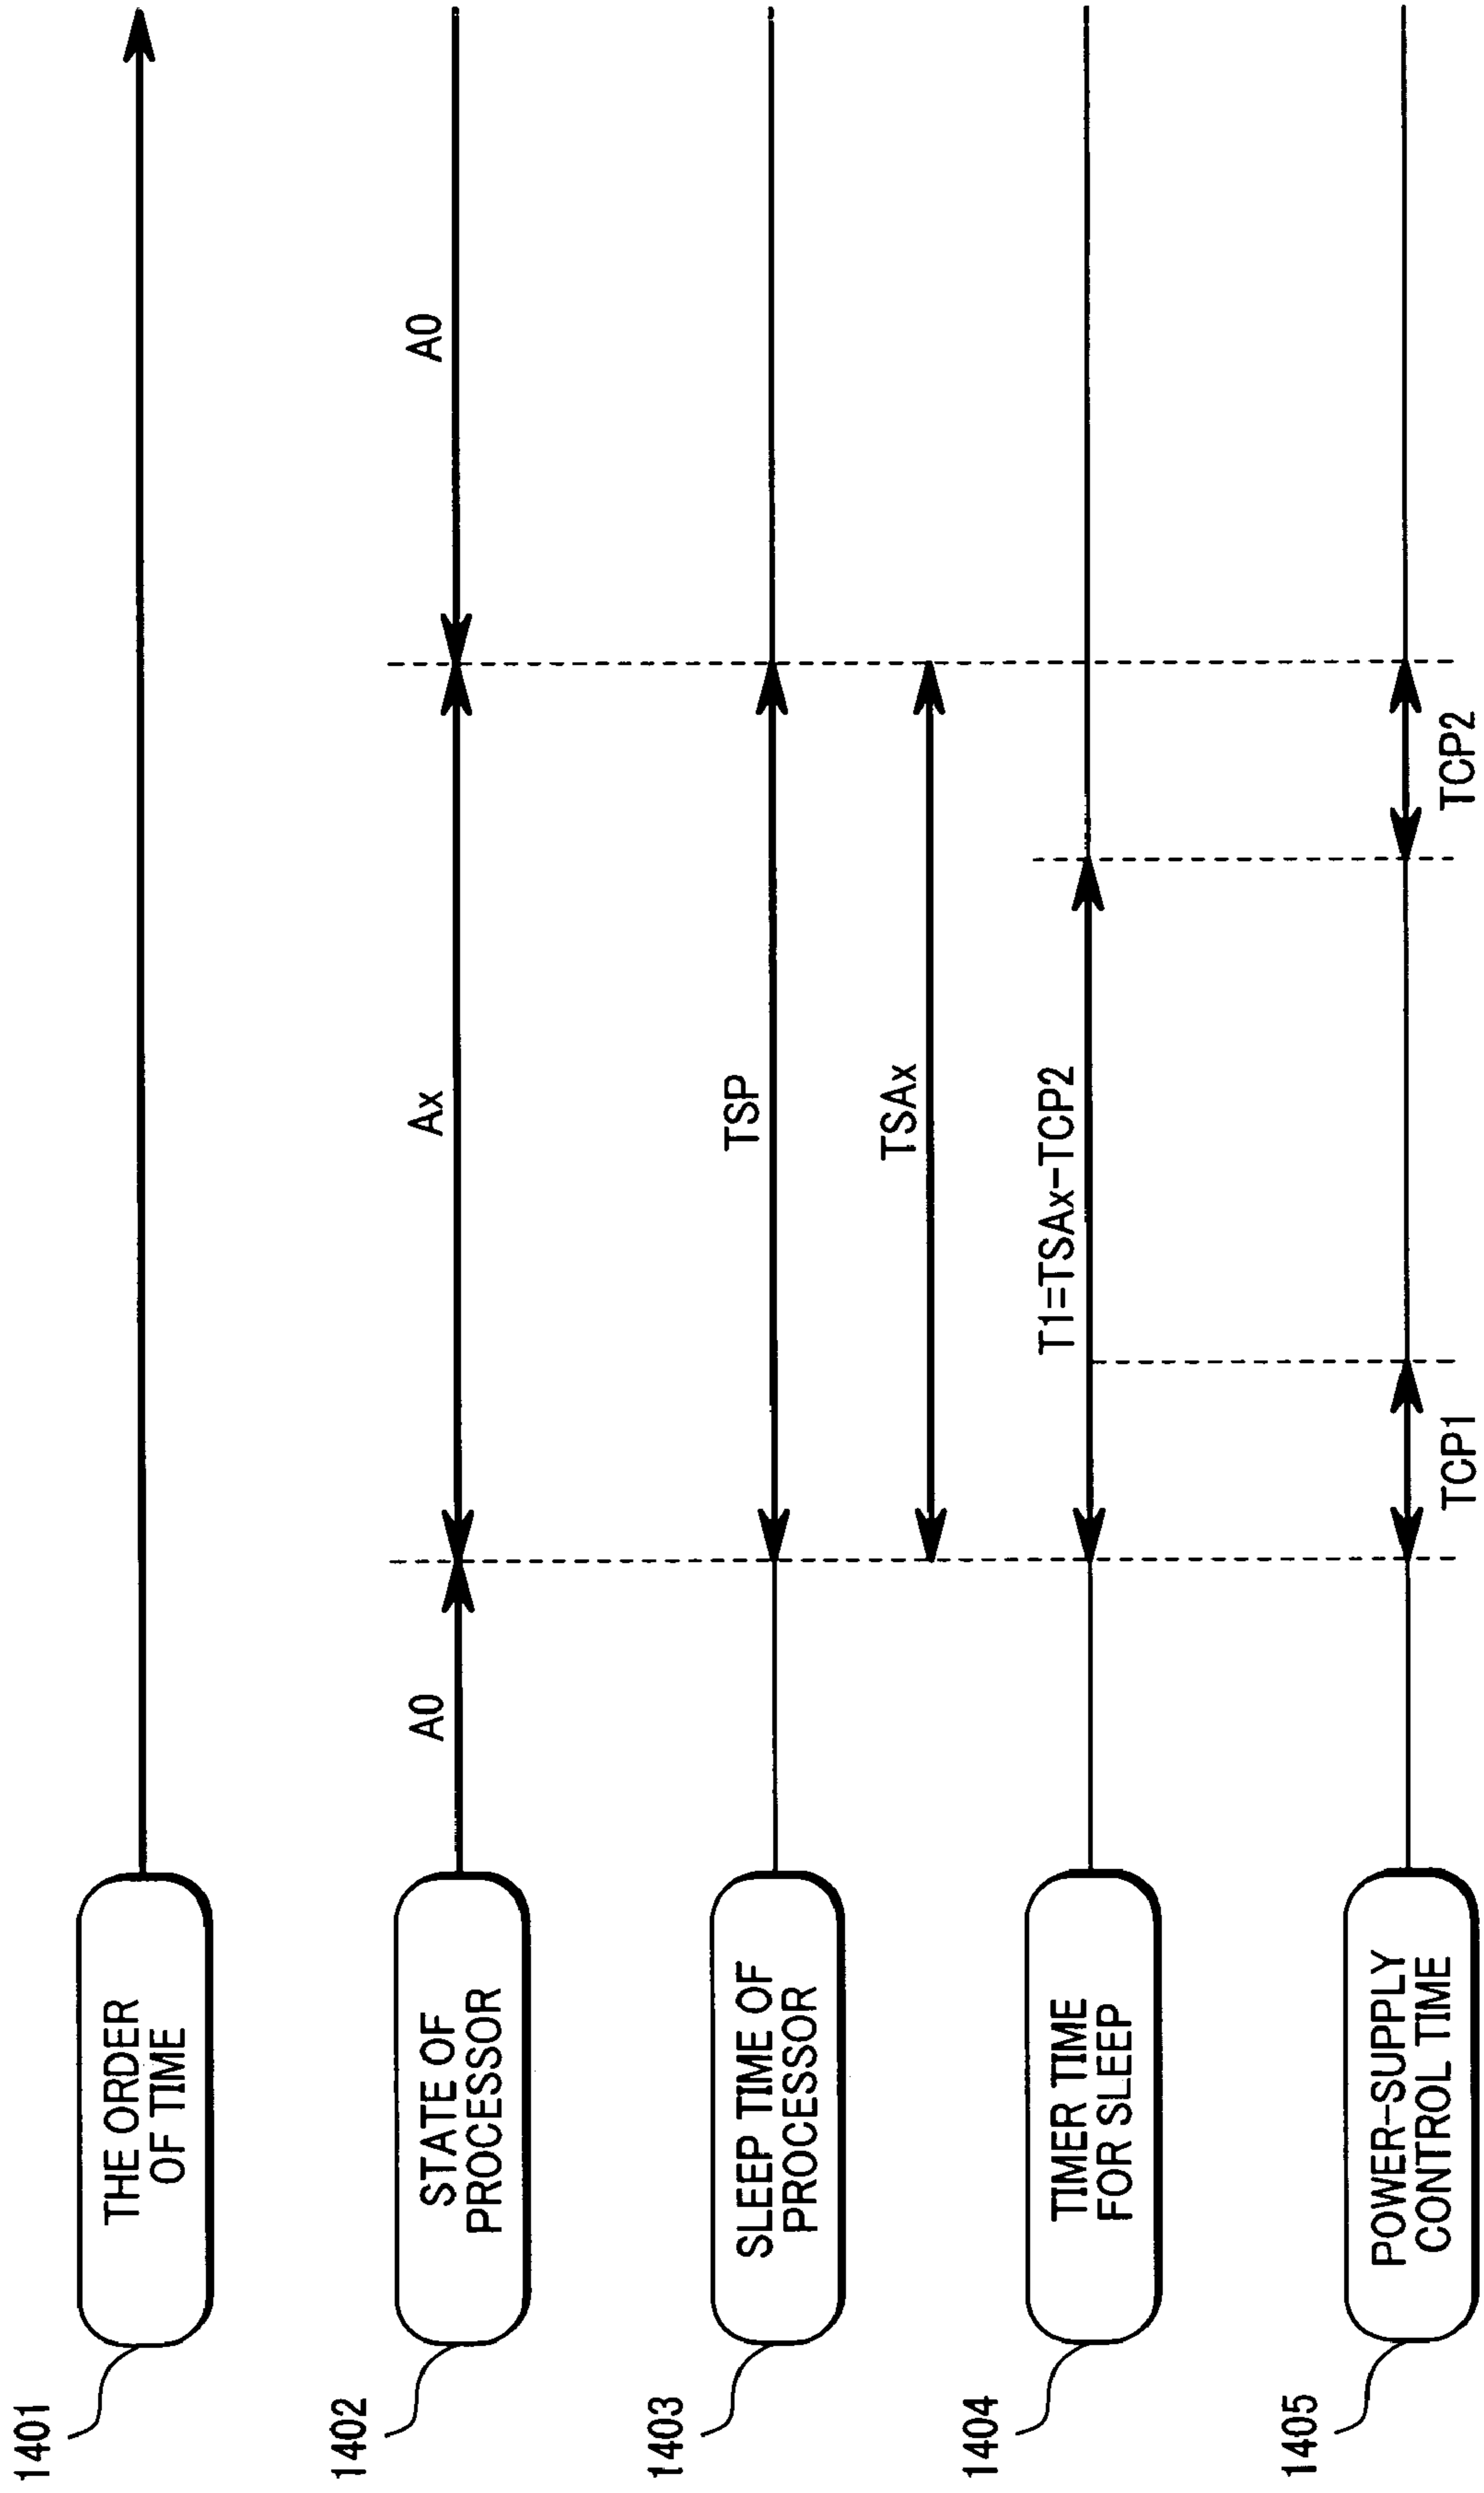 1401
THE ORDER
OF TIME
1402
STATE OF
PROCESSOR
A0
Ax
A0
1403
SLEEP TIME OF
PROCESSOR
TSP
TSAx
1404
TIMER TIME
FOR SLEEP
T1=TSAx-TCP2
1405
POWER-SUPPLY
CONTROL TIME
TCP1
TCP2